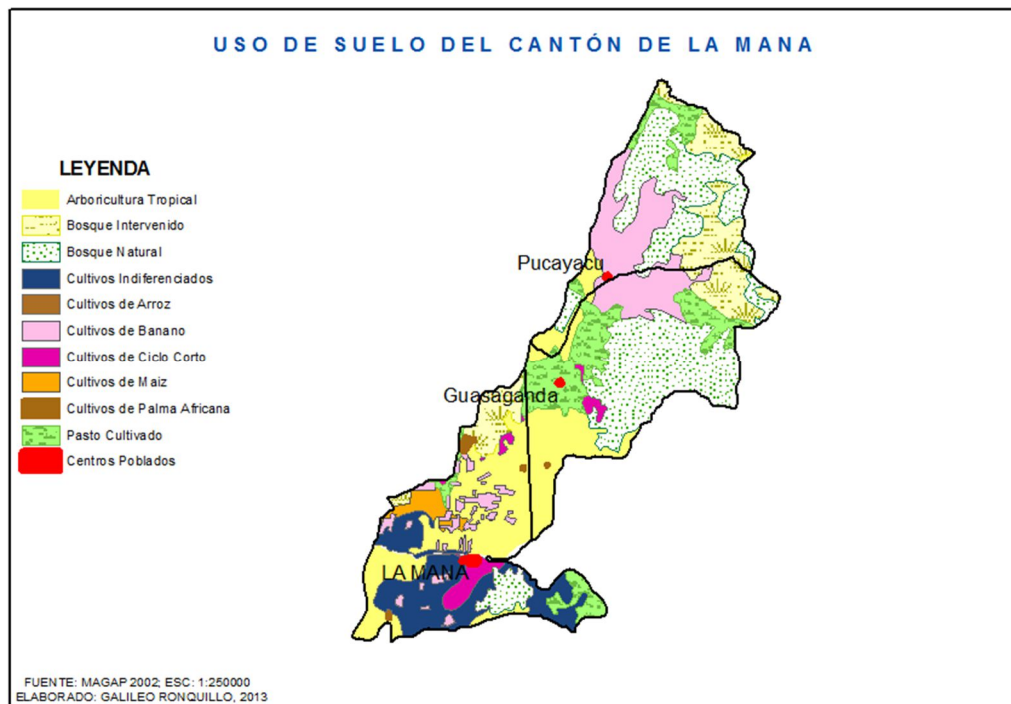 USO DE SUELO DEL CANTÓN DE LA MANA
LEYENDA
Arboricultura Tropical
Bosque Intervenido
Bosque Natural
Cultivos Indiferenciados
Cultivos de Arroz
Cultivos de Banano
Cultivos de Ciclo Corto
Cultivos de Maiz
Cultivos de Palma Africana
Pasto Cultivado
Centros Poblados
Pucayacu
Guasaganda
LA MANA
FUENTE: MAGAP 2002; ESC: 1:250000
ELABORADO: GALILEO RONQUILLO, 2013